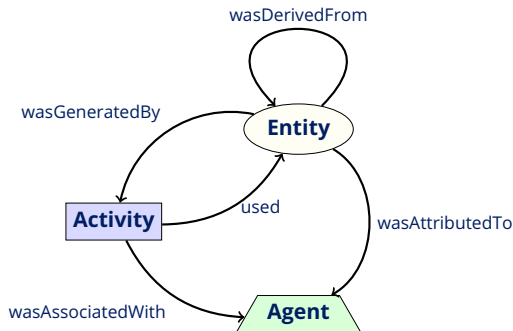 wasDerivedFrom
wasGeneratedBy
Entity
used
Activity
wasAttributedTo
wasAssociatedWith
Agent